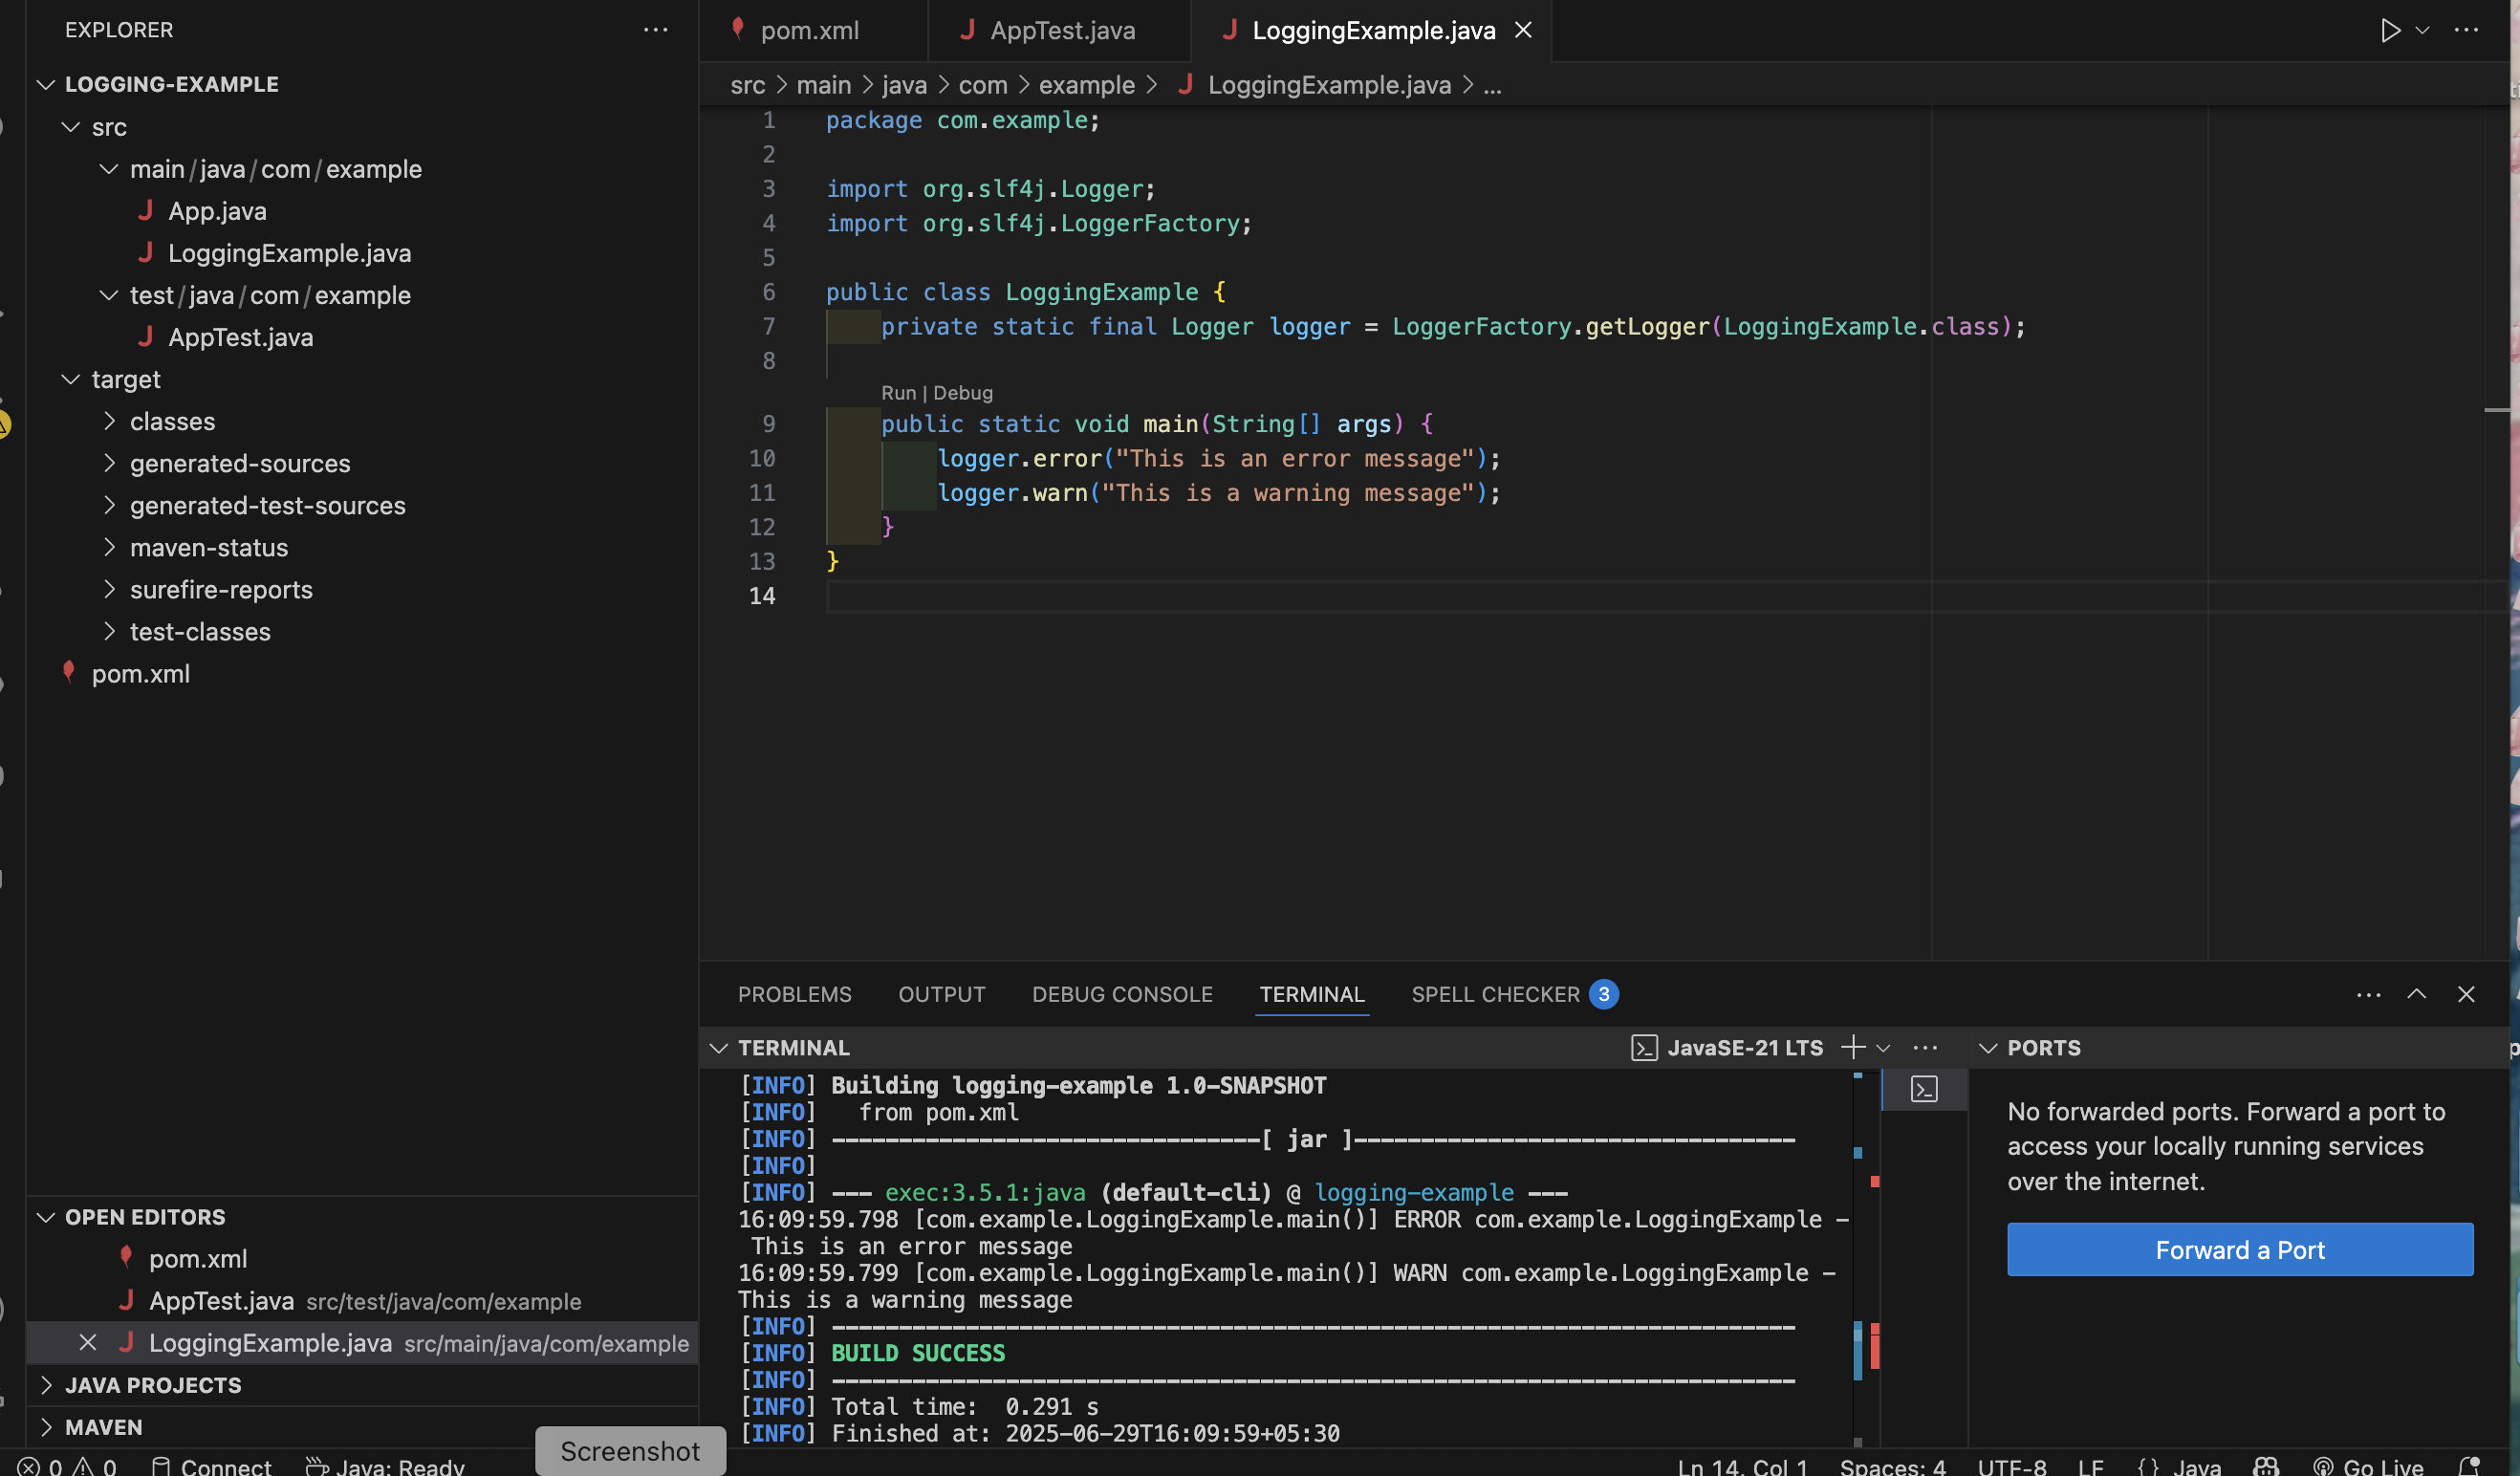 EXPLORER
LOGGING-EXAMPLE
src
main/java/com/example
App.java
LoggingExample.java
test/java/com/example
AppTest.java
target
classes
generated-sources
generated-test-sources
maven-status
surefire-reports
test-classes
pom.xml
OPEN EDITORS
pom.xml
AppTest.java src/test/java/com/example
LoggingExample.java src/main/java/com/example
JAVA PROJECTS
MAVEN
pom.xml
AppTest.java
LoggingExample.java
src > main > java > com > example > LoggingExample.java > ...
1 package com.example;
2
3 import org.slf4j.Logger;
4 import org.slf4j.LoggerFactory;
5
6 public class LoggingExample {
7 private static final Logger logger = LoggerFactory.getLogger(LoggingExample.class);
8
Run | Debug
9 public static void main(String[] args) {
10 logger.error("This is an error message");
11 logger.warn("This is a warning message");
12 }
13 }
14
PROBLEMS
OUTPUT
DEBUG CONSOLE
TERMINAL
SPELL CHECKER 3
TERMINAL
JavaSE-21 LTS
[INFO] Building logging-example 1.0-SNAPSHOT
[INFO]   from pom.xml
[INFO] --------------------------------[ jar ]---------------------------------
[INFO]
[INFO] --- exec:3.5.1:java (default-cli) @ logging-example ---
16:09:59.798 [com.example.LoggingExample.main()] ERROR com.example.LoggingExample -
This is an error message
16:09:59.799 [com.example.LoggingExample.main()] WARN com.example.LoggingExample -
This is a warning message
[INFO] ------------------------------------------------------------------------
[INFO] BUILD SUCCESS
[INFO] ------------------------------------------------------------------------
[INFO] Total time:  0.291 s
[INFO] Finished at: 2025-06-29T16:09:59+05:30
PORTS
No forwarded ports. Forward a port to
access your locally running services
over the internet.
Forward a Port
Screenshot
0 0 Connect Java: Ready
Ln 14, Col 1 Spaces: 4 UTF-8 LF {} Java Go Live